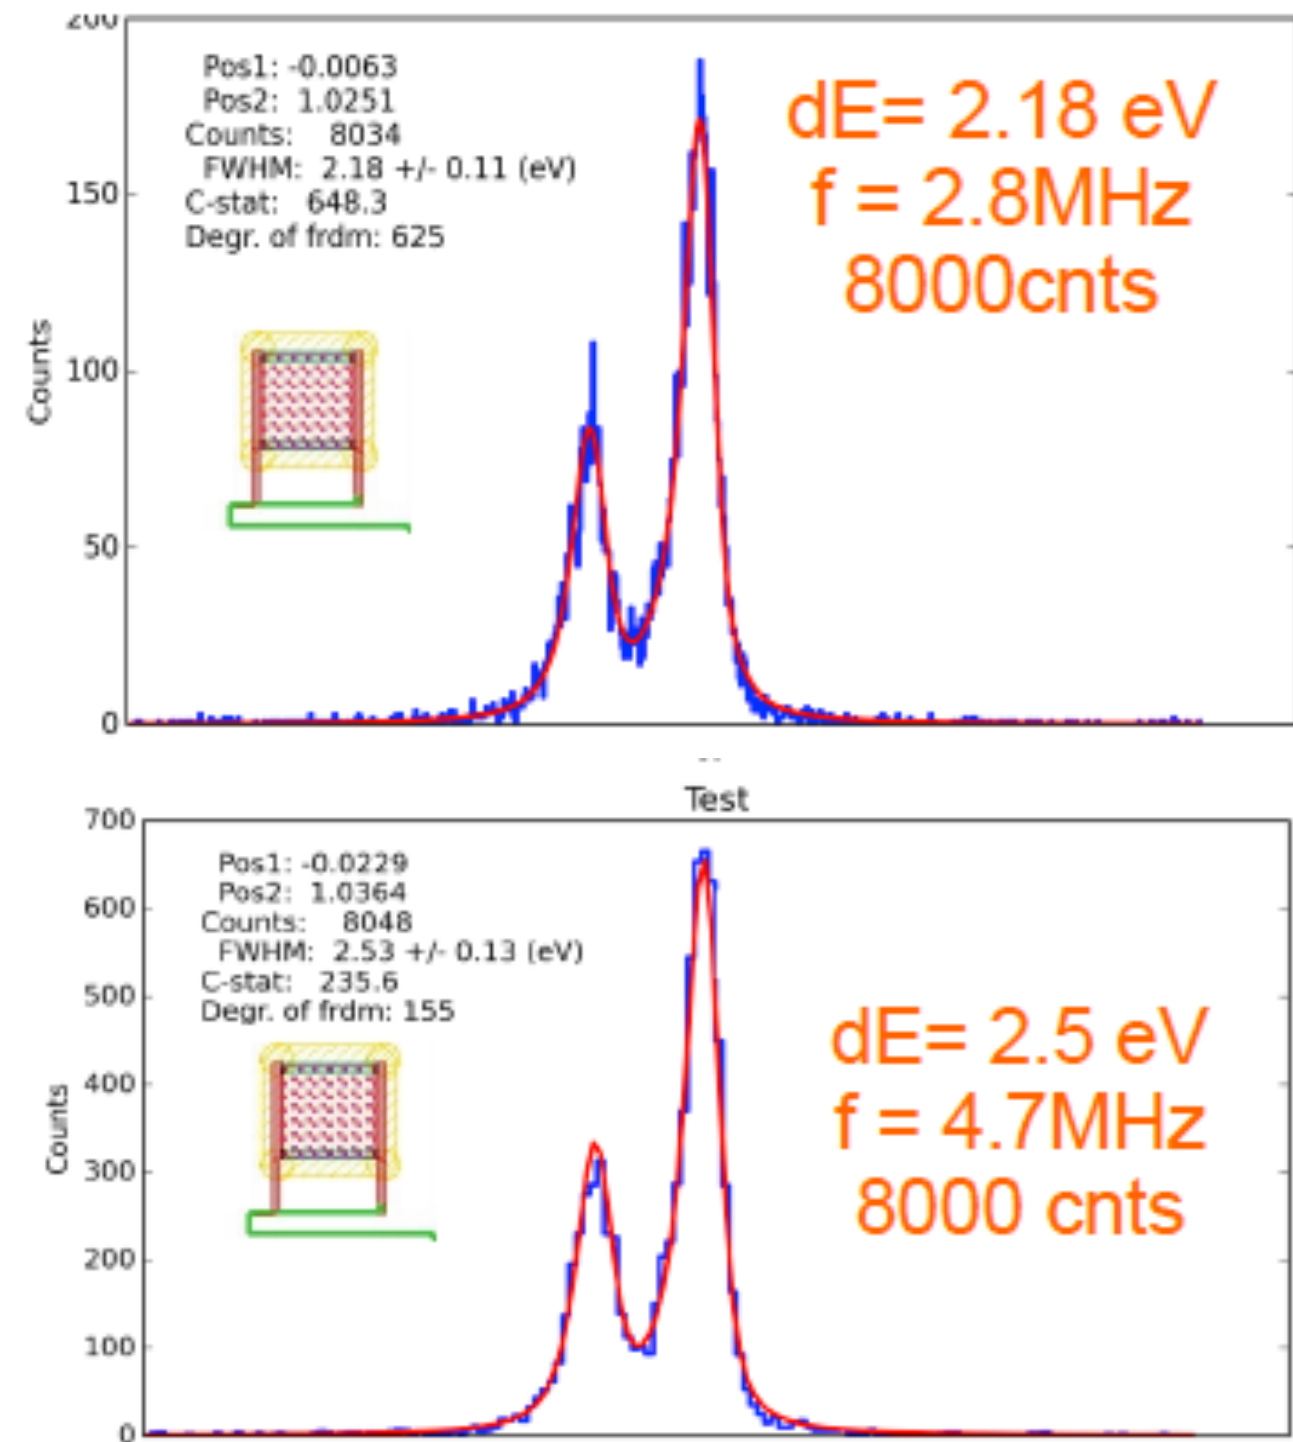 200
Pos1: -0.0063
Pos2: 1.0251
Counts: 8034
FWHM: 2.18 +/- 0.11 (eV)
C-stat: 648.3
Degr. of frdm: 625
dE= 2.18 eV
f = 2.8MHz
8000cnts
150
100
50
0
Counts
Test
700
Pos1: -0.0229
Pos2: 1.0364
Counts: 8048
FWHM: 2.53 +/- 0.13 (eV)
C-stat: 235.6
Degr. of frdm: 155
dE= 2.5 eV
f = 4.7MHz
8000 cnts
600
500
400
300
200
100
0
Counts